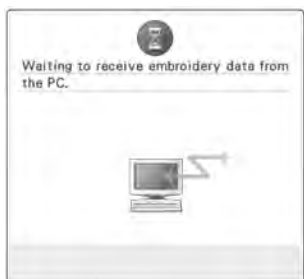 Waiting to receive embroidery data from
the PC.